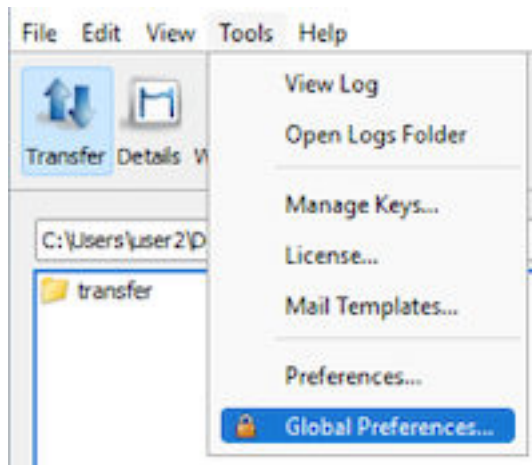 File Edit View Tools Help
Transfer Details W
View Log
Open Logs Folder
Manage Keys...
License...
Mail Templates...
Preferences...
Global Preferences...
C:\Users\user2\D
transfer